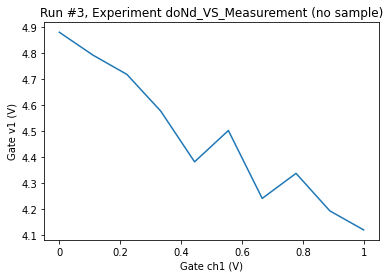 Run #3, Experiment doNd_VS_Measurement (no sample)
4.9
4.8
4.7
4.6
4.5
4.4
4.3
4.2
4.1
Gate v1 (V)
0 0.2 0.4 0.6 0.8 1
Gate ch1 (V)